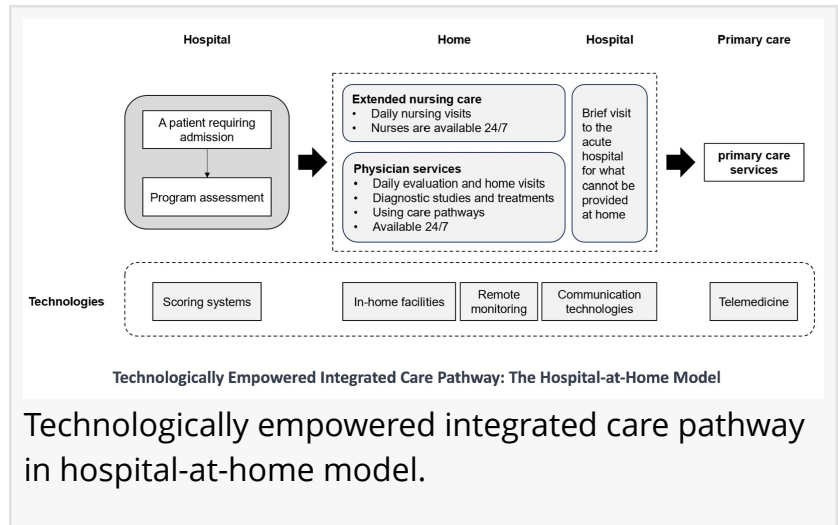 Hospital
Home
Hospital
Primary care
A patient requiring
admission
Program assessment
Extended nursing care
• Daily nursing visits
• Nurses are available 24/7
Physician services
• Daily evaluation and home visits
• Diagnostic studies and treatments
• Using care pathways
• Available 24/7
Brief visit
to the
acute
hospital
for what
cannot be
provided
at home
primary care
services
Technologies
Scoring systems
In-home facilities
Remote
monitoring
Communication
technologies
Telemedicine
Technologically Empowered Integrated Care Pathway: The Hospital-at-Home Model
Technologically empowered integrated care pathway
in hospital-at-home model.